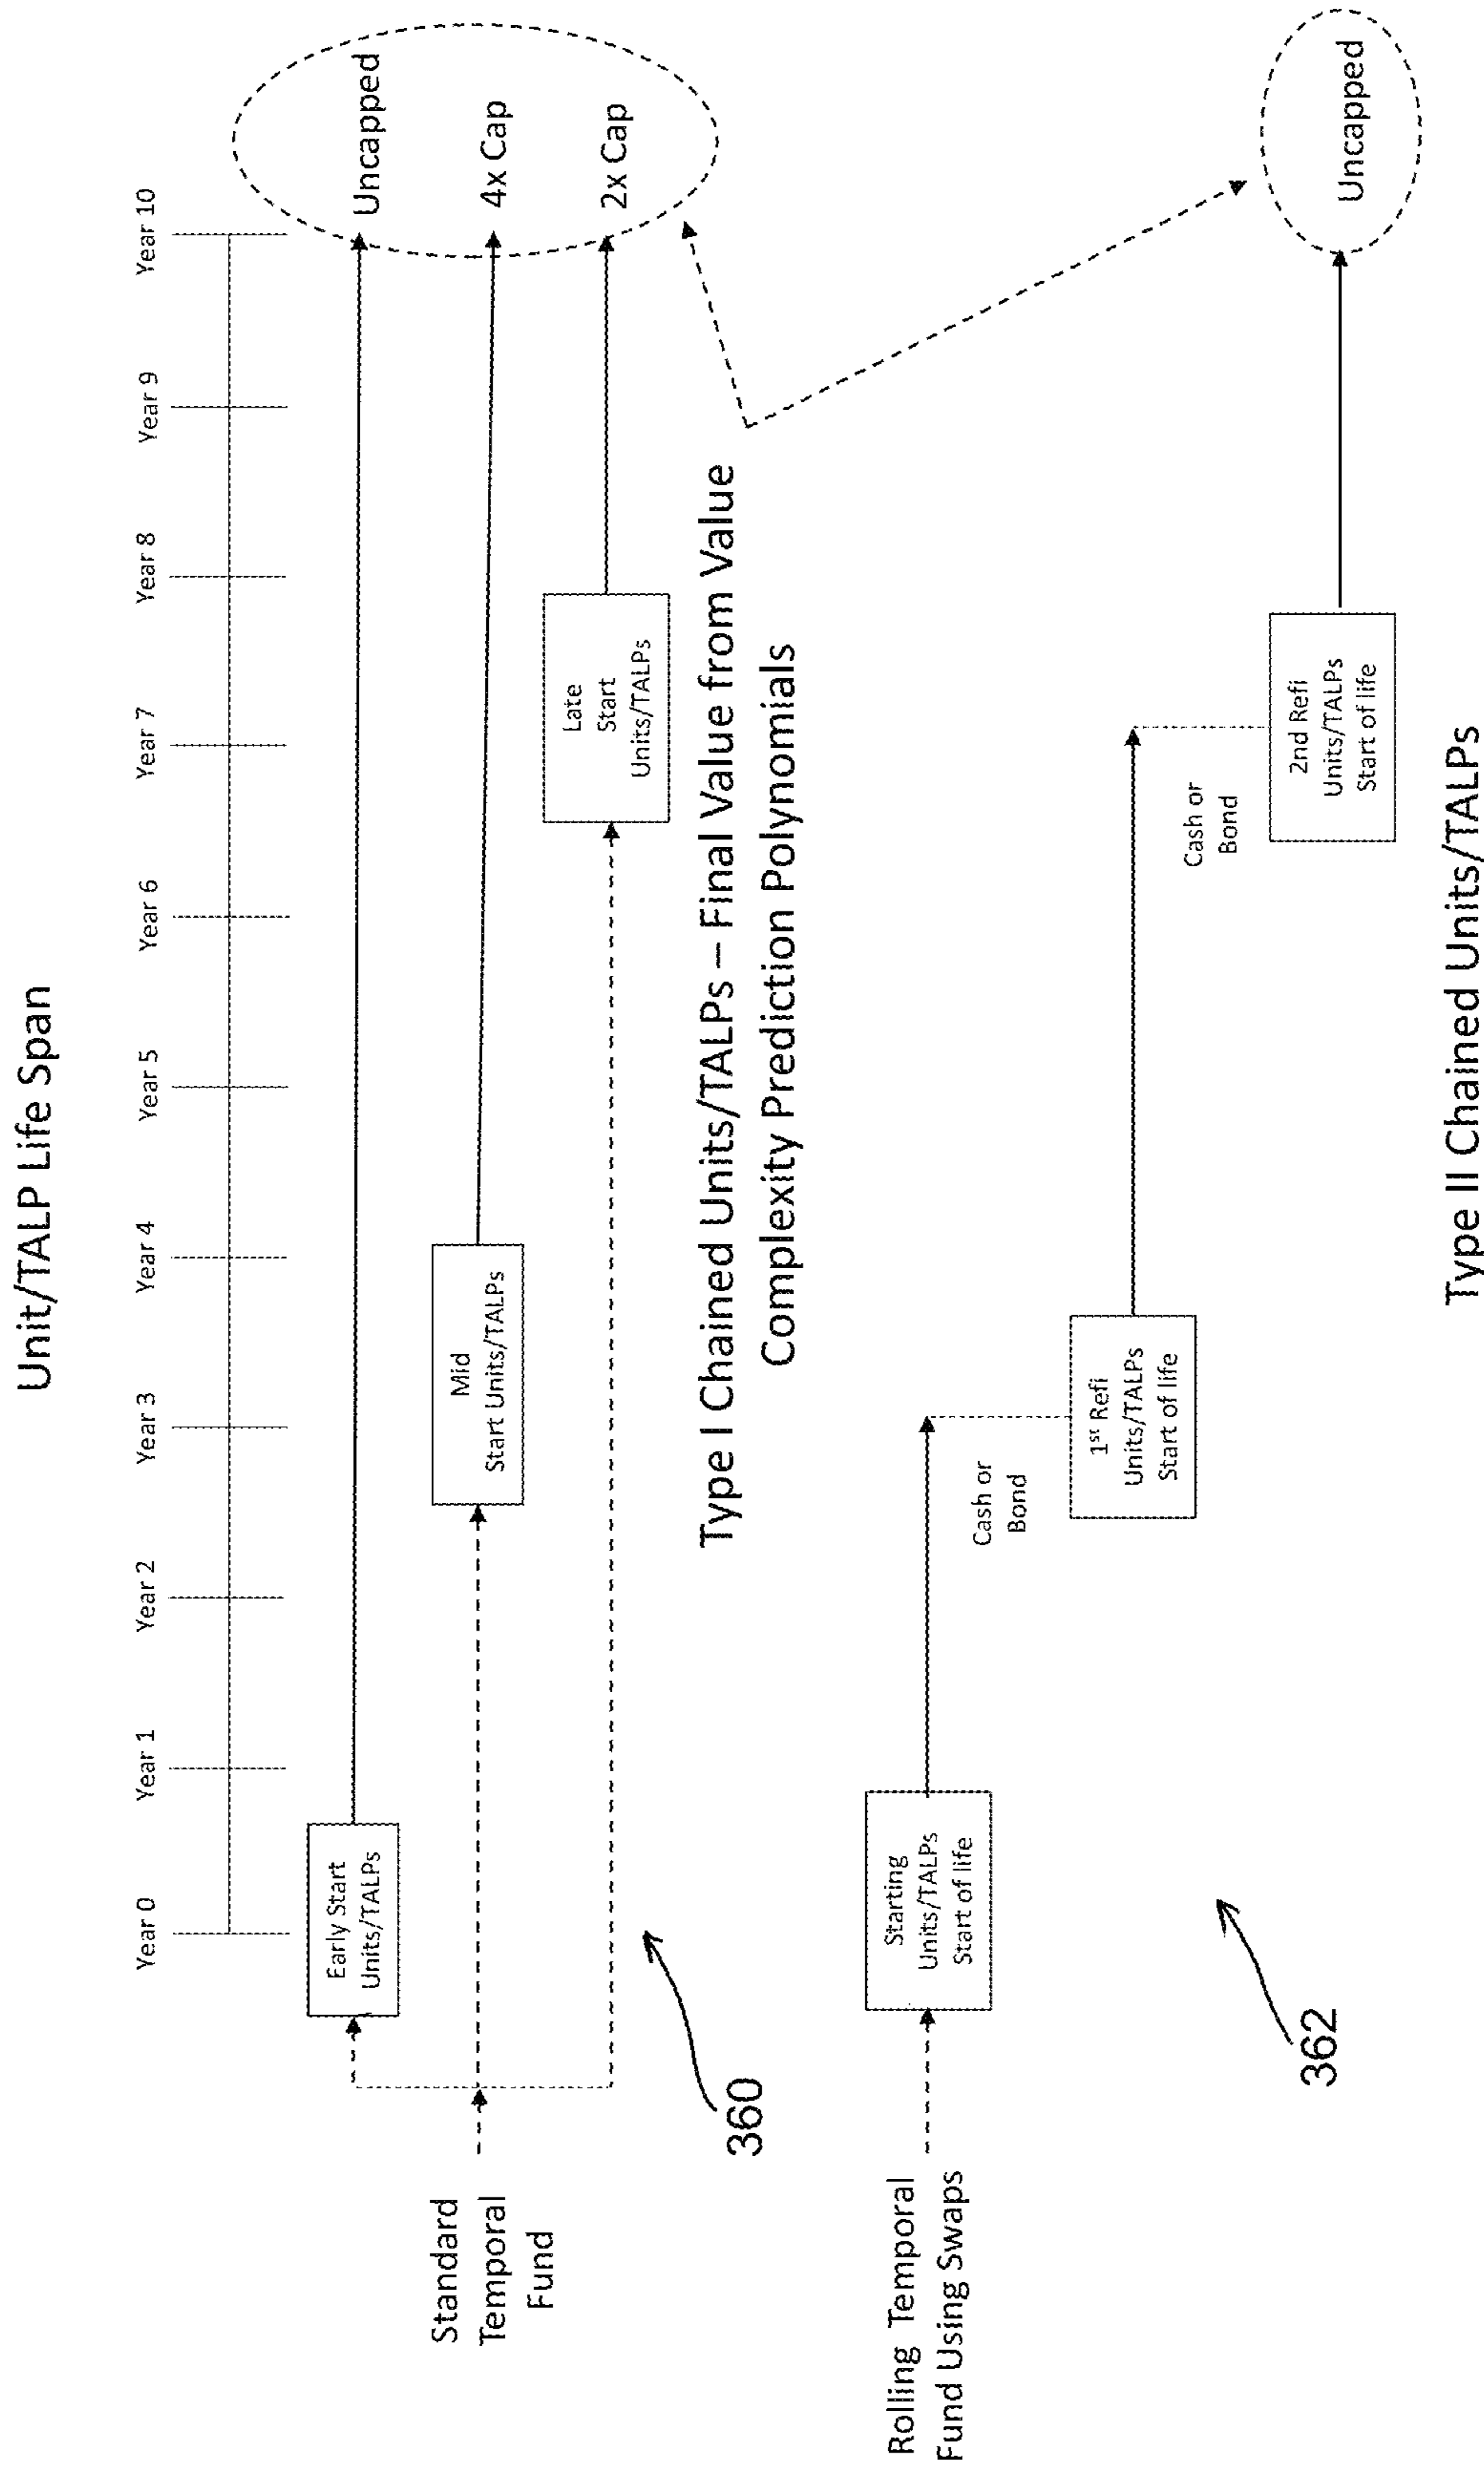 Unit/TALP Life Span
Year 0
Year 1
Year 2
Year 3
Year 4
Year 5
Year 6
Year 7
Year 8
Year 9
Year 10
Standard
Temporal
Fund
Early Start
Units/TALPs
Uncapped
Mid
Start Units/TALPs
4x Cap
Late
Start
Units/TALPs
2x Cap
360
Type I Chained Units/TALPs – Final Value from Value
Complexity Prediction Polynomials
Rolling Temporal
Fund Using Swaps
Starting
Units/TALPs
Start of life
Cash or
Bond
1st Refi
Units/TALPs
Start of life
Cash or
Bond
2nd Refi
Units/TALPs
Start of life
Uncapped
362
Type II Chained Units/TALPs